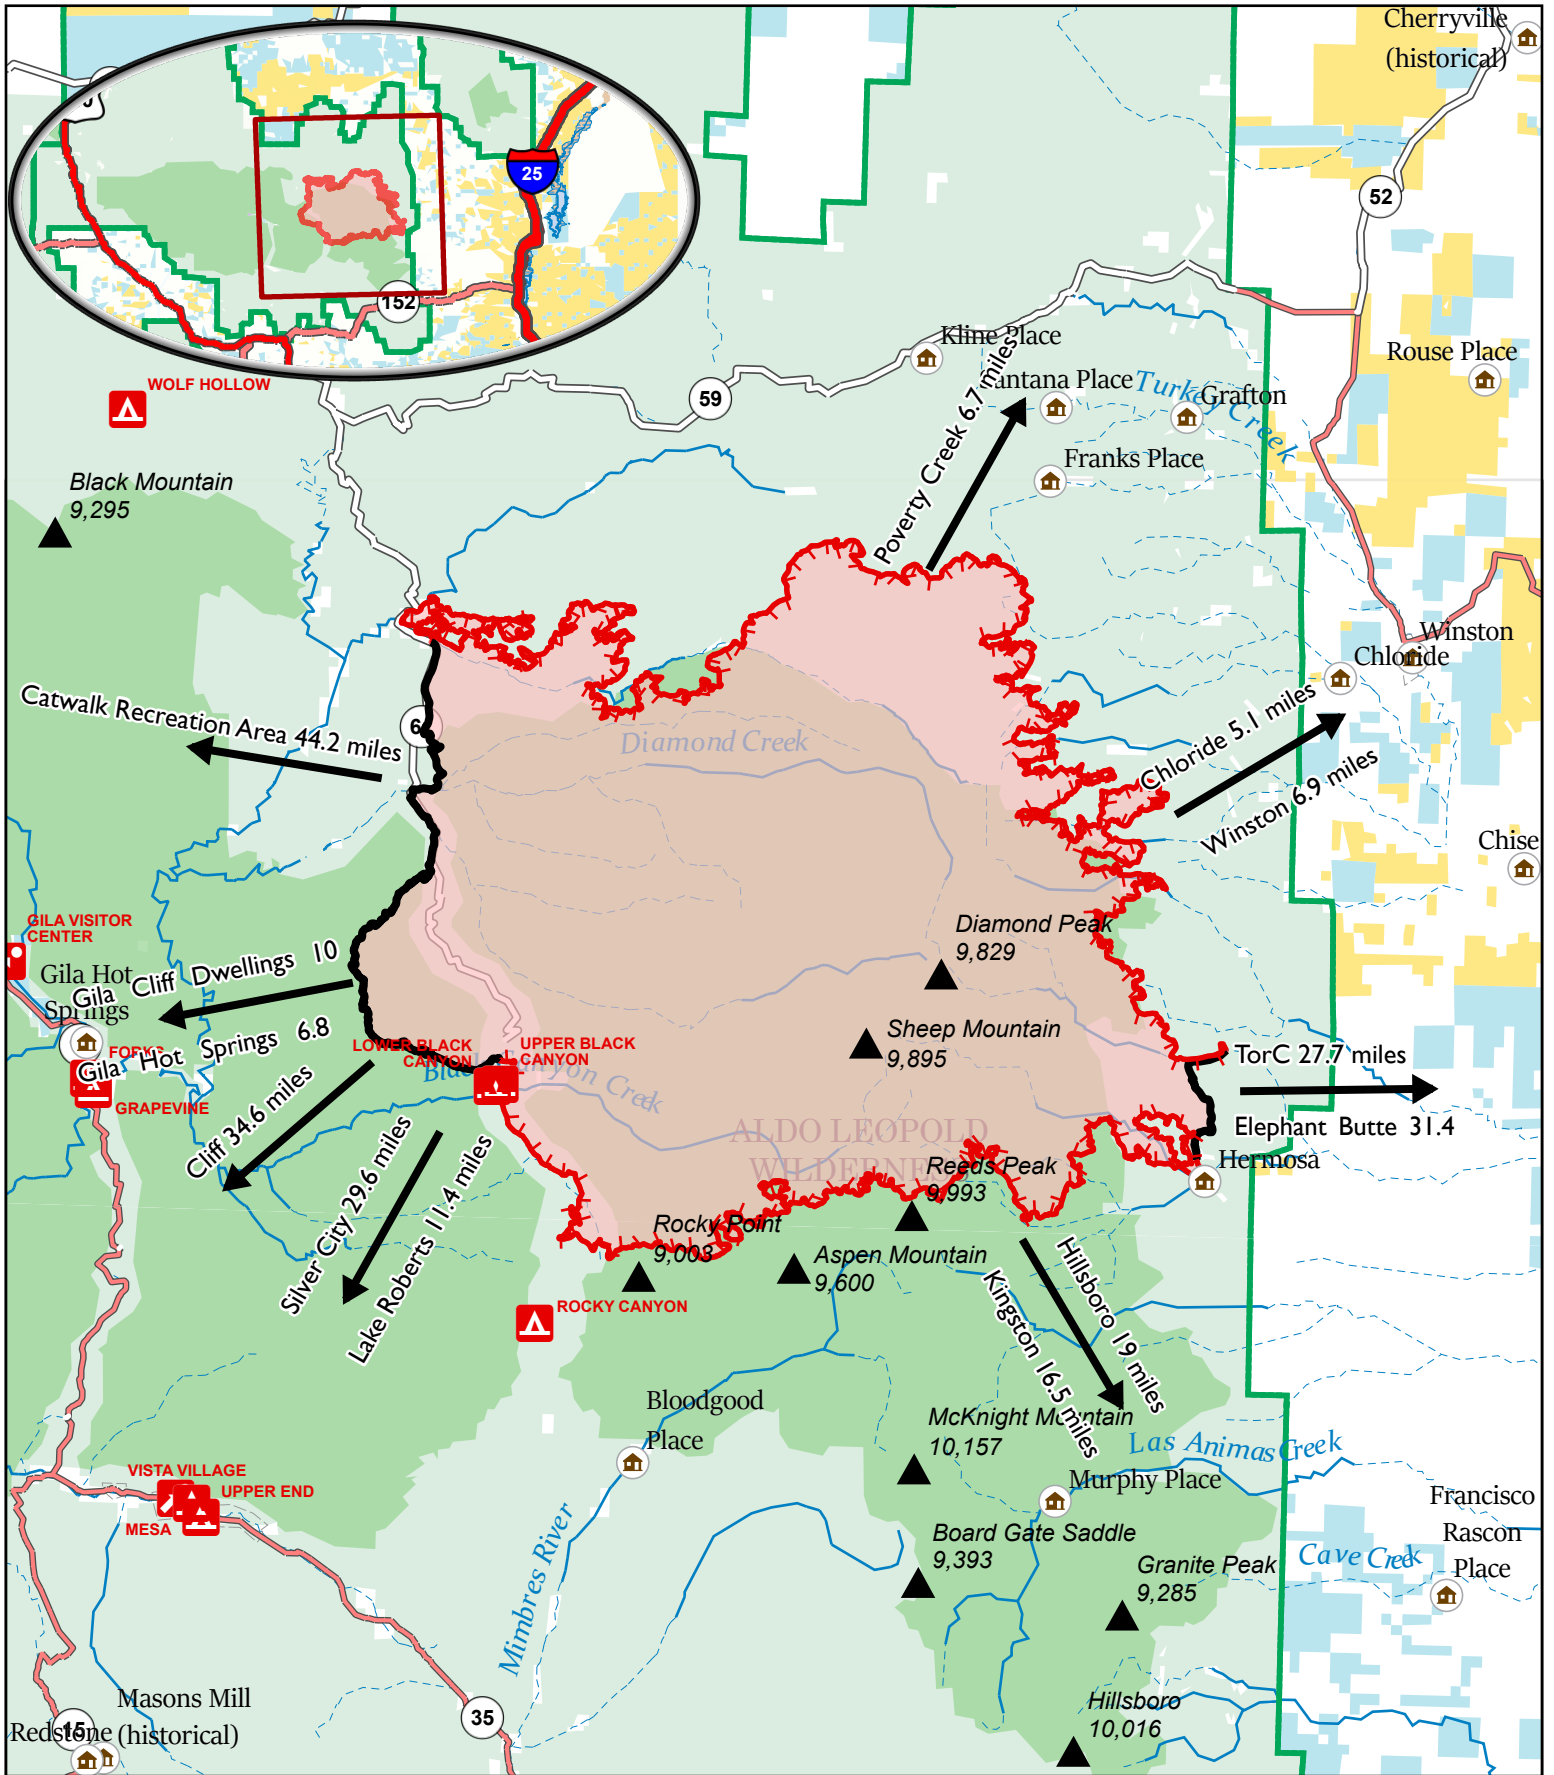 Cherryville
(historical)
25
152
52
Kline Place
Rouse Place
WOLF HOLLOW
59
Poverty Creek 6.7 miles
Turkey Creek
Grafton
Franks Place
Black Mountain
9,295
Winston
Chloride
Catwalk Recreation Area 44.2 miles
Diamond Creek
Chloride 5.1 miles
Winston 6.9 miles
Chise
Diamond Peak
9,829
GILA VISITOR
CENTER
Gila Hot
Springs
Gila Cliff Dwellings 10
Sheep Mountain
9,895
Gila Hot Springs 6.8
FORKS
GRAPEVINE
LOWER BLACK
CANYON
UPPER BLACK
CANYON
Black Canyon Creek
TorC 27.7 miles
Elephant Butte 31.4
Cliff 34.6 miles
ALDO LEOPOLD
WILDERNESS
Reeds Peak
9,993
Hermosa
Silver City 29.6 miles
Lake Roberts 11.4 miles
Rocky Point
9,003
Aspen Mountain
9,600
Hillsboro 19 miles
Kingston 16.5 miles
ROCKY CANYON
Bloodgood
Place
McKnight Mountain
10,157
Las Animas Creek
VISTA VILLAGE
UPPER END
MESA
Murphy Place
Francisco
Rascon
Place
Board Gate Saddle
9,393
Cave Creek
Granite Peak
9,285
Mimbres River
Masons Mill
(historical)
Redstone
15
35
Hillsboro
10,016